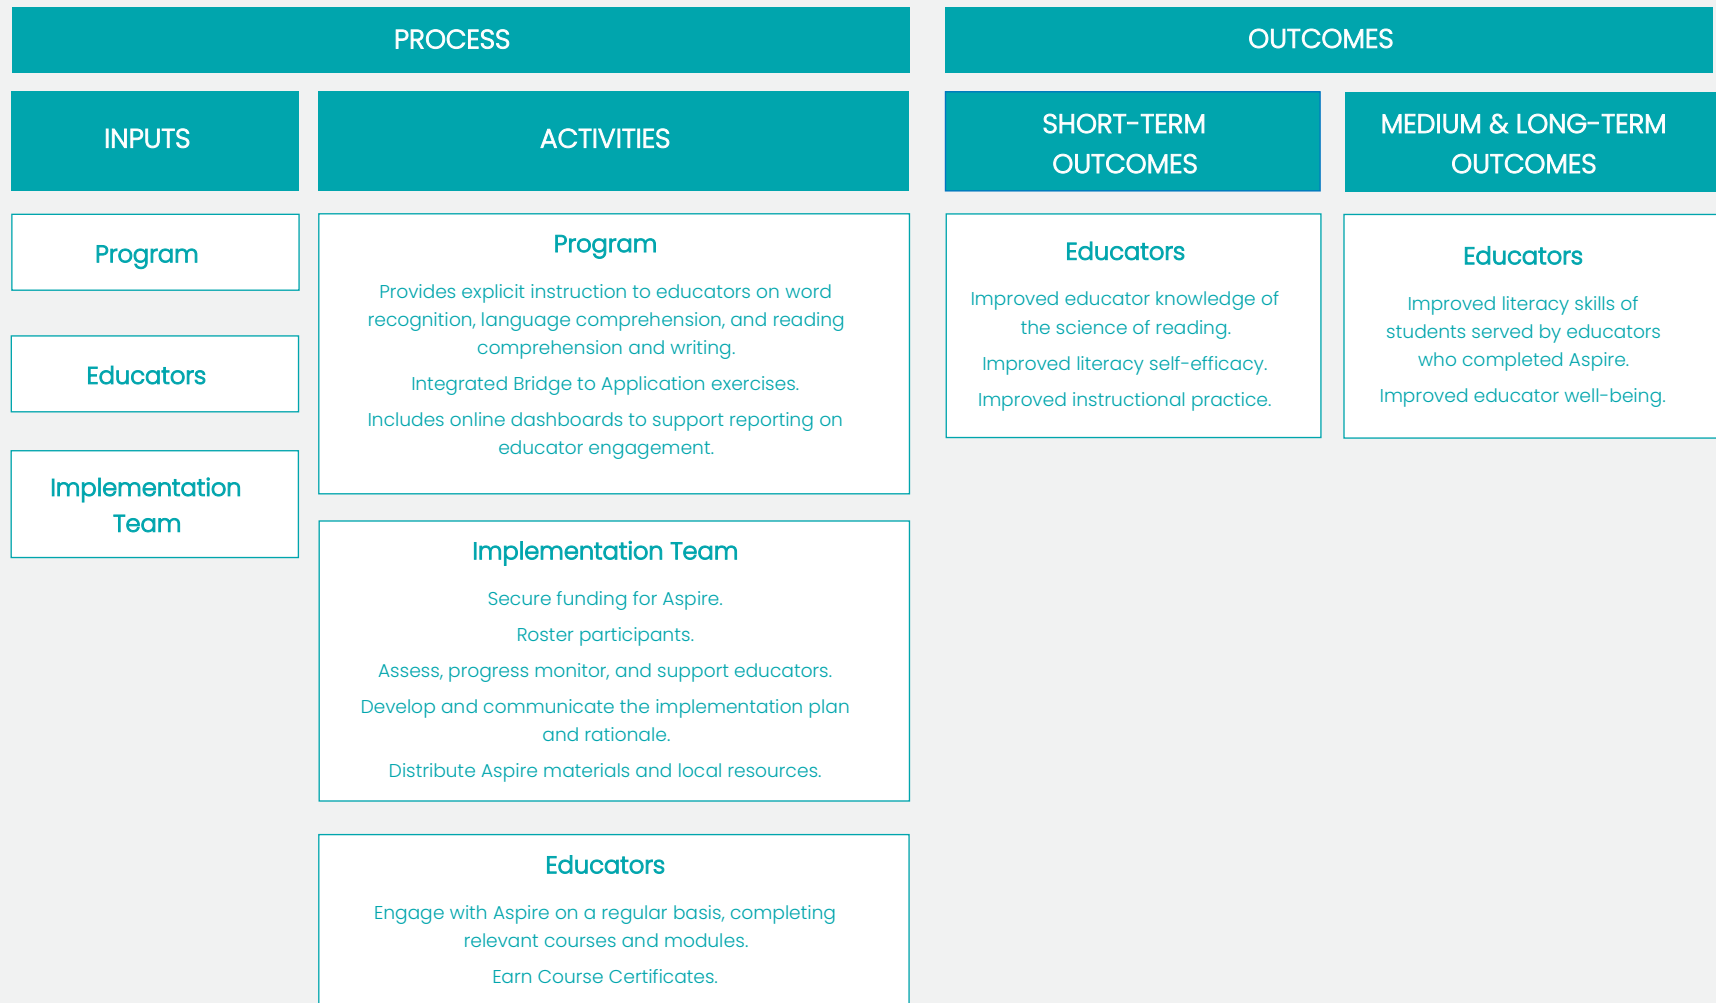 PROCESS
OUTCOMES
INPUTS
ACTIVITIES
SHORT-TERM
OUTCOMES
MEDIUM & LONG-TERM
OUTCOMES
Program
Educators
Implementation
Team
Program
Provides explicit instruction to educators on word
recognition, language comprehension, and reading
comprehension and writing.
Integrated Bridge to Application exercises.
Includes online dashboards to support reporting on
educator engagement.
Implementation Team
Secure funding for Aspire.
Roster participants.
Assess, progress monitor, and support educators.
Develop and communicate the implementation plan
and rationale.
Distribute Aspire materials and local resources.
Educators
Engage with Aspire on a regular basis, completing
relevant courses and modules.
Earn Course Certificates.
Educators
Improved educator knowledge of
the science of reading.
Improved literacy self-efficacy.
Improved instructional practice.
Educators
Improved literacy skills of
students served by educators
who completed Aspire.
Improved educator well-being.